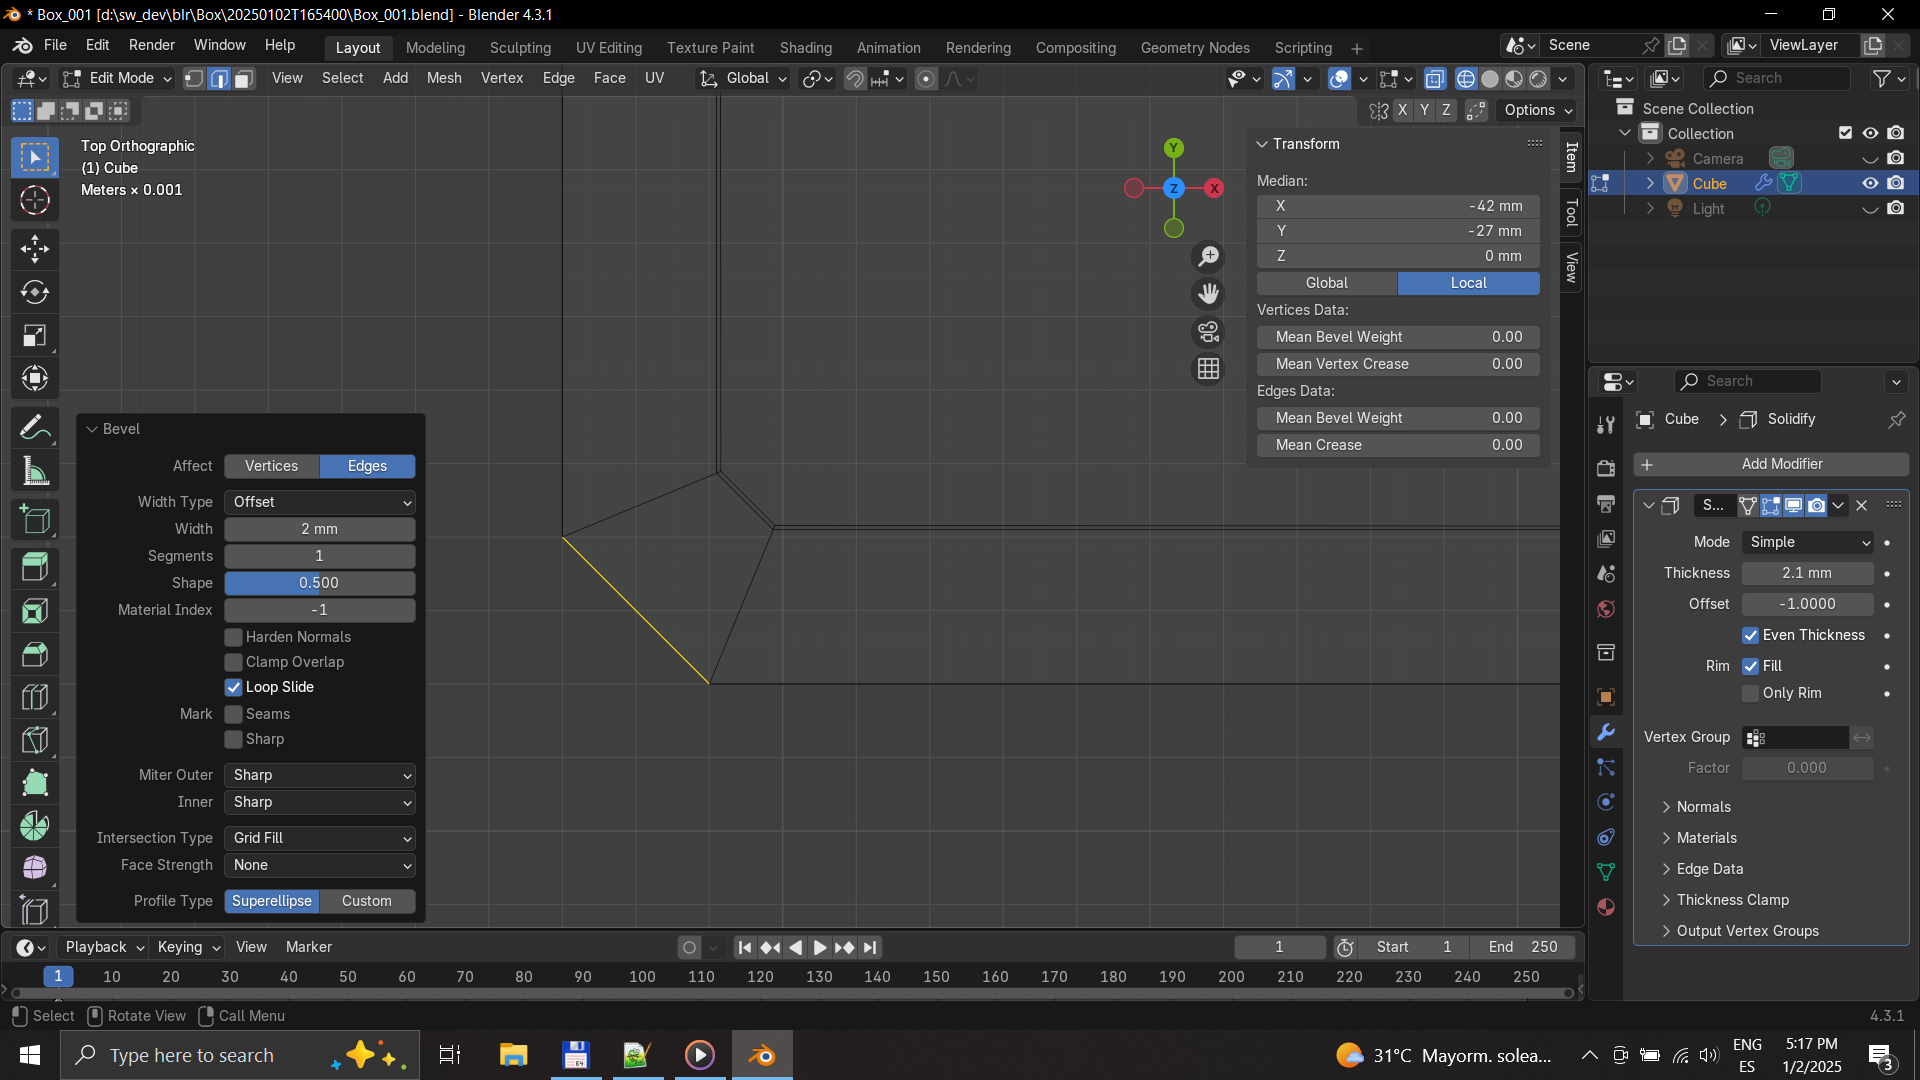 * Box_001 [d:\sw_dev\blr\Box\20250102T165400\Box_001.blend] - Blender 4.3.1
File Edit Render Window Help Layout Modeling Sculpting UV Editing Texture Paint Shading Animation Rendering Compositing Geometry Nodes Scripting Scene ViewLayer
Edit Mode View Select Add Mesh Vertex Edge Face UV Global Search
X Y Z Options
Scene Collection
Collection
Camera
Cube
Light
Top Orthographic
(1) Cube
Meters × 0.001
Y
Z X
Transform
Median:
X -42 mm
Y -27 mm
Z 0 mm
Global Local
Vertices Data:
Mean Bevel Weight 0.00
Mean Vertex Crease 0.00
Edges Data:
Mean Bevel Weight 0.00
Mean Crease 0.00
Item
Tool
View
Search
Cube Solidify
Add Modifier
S...
Mode Simple
Thickness 2.1 mm
Offset -1.0000
Even Thickness
Rim Fill
Only Rim
Vertex Group
Factor 0.000
Normals
Materials
Edge Data
Thickness Clamp
Output Vertex Groups
Bevel
Affect Vertices Edges
Width Type Offset
Width 2 mm
Segments 1
Shape 0.500
Material Index -1
Harden Normals
Clamp Overlap
Loop Slide
Mark Seams
Sharp
Miter Outer Sharp
Inner Sharp
Intersection Type Grid Fill
Face Strength None
Profile Type Superellipse Custom
Playback Keying View Marker 1 Start 1 End 250
1 10 20 30 40 50 60 70 80 90 100 110 120 130 140 150 160 170 180 190 200 210 220 230 240 250
Select Rotate View Call Menu 4.3.1
Type here to search 64 31°C Mayorm. solea... ENG
ES
5:17 PM
1/2/2025
3